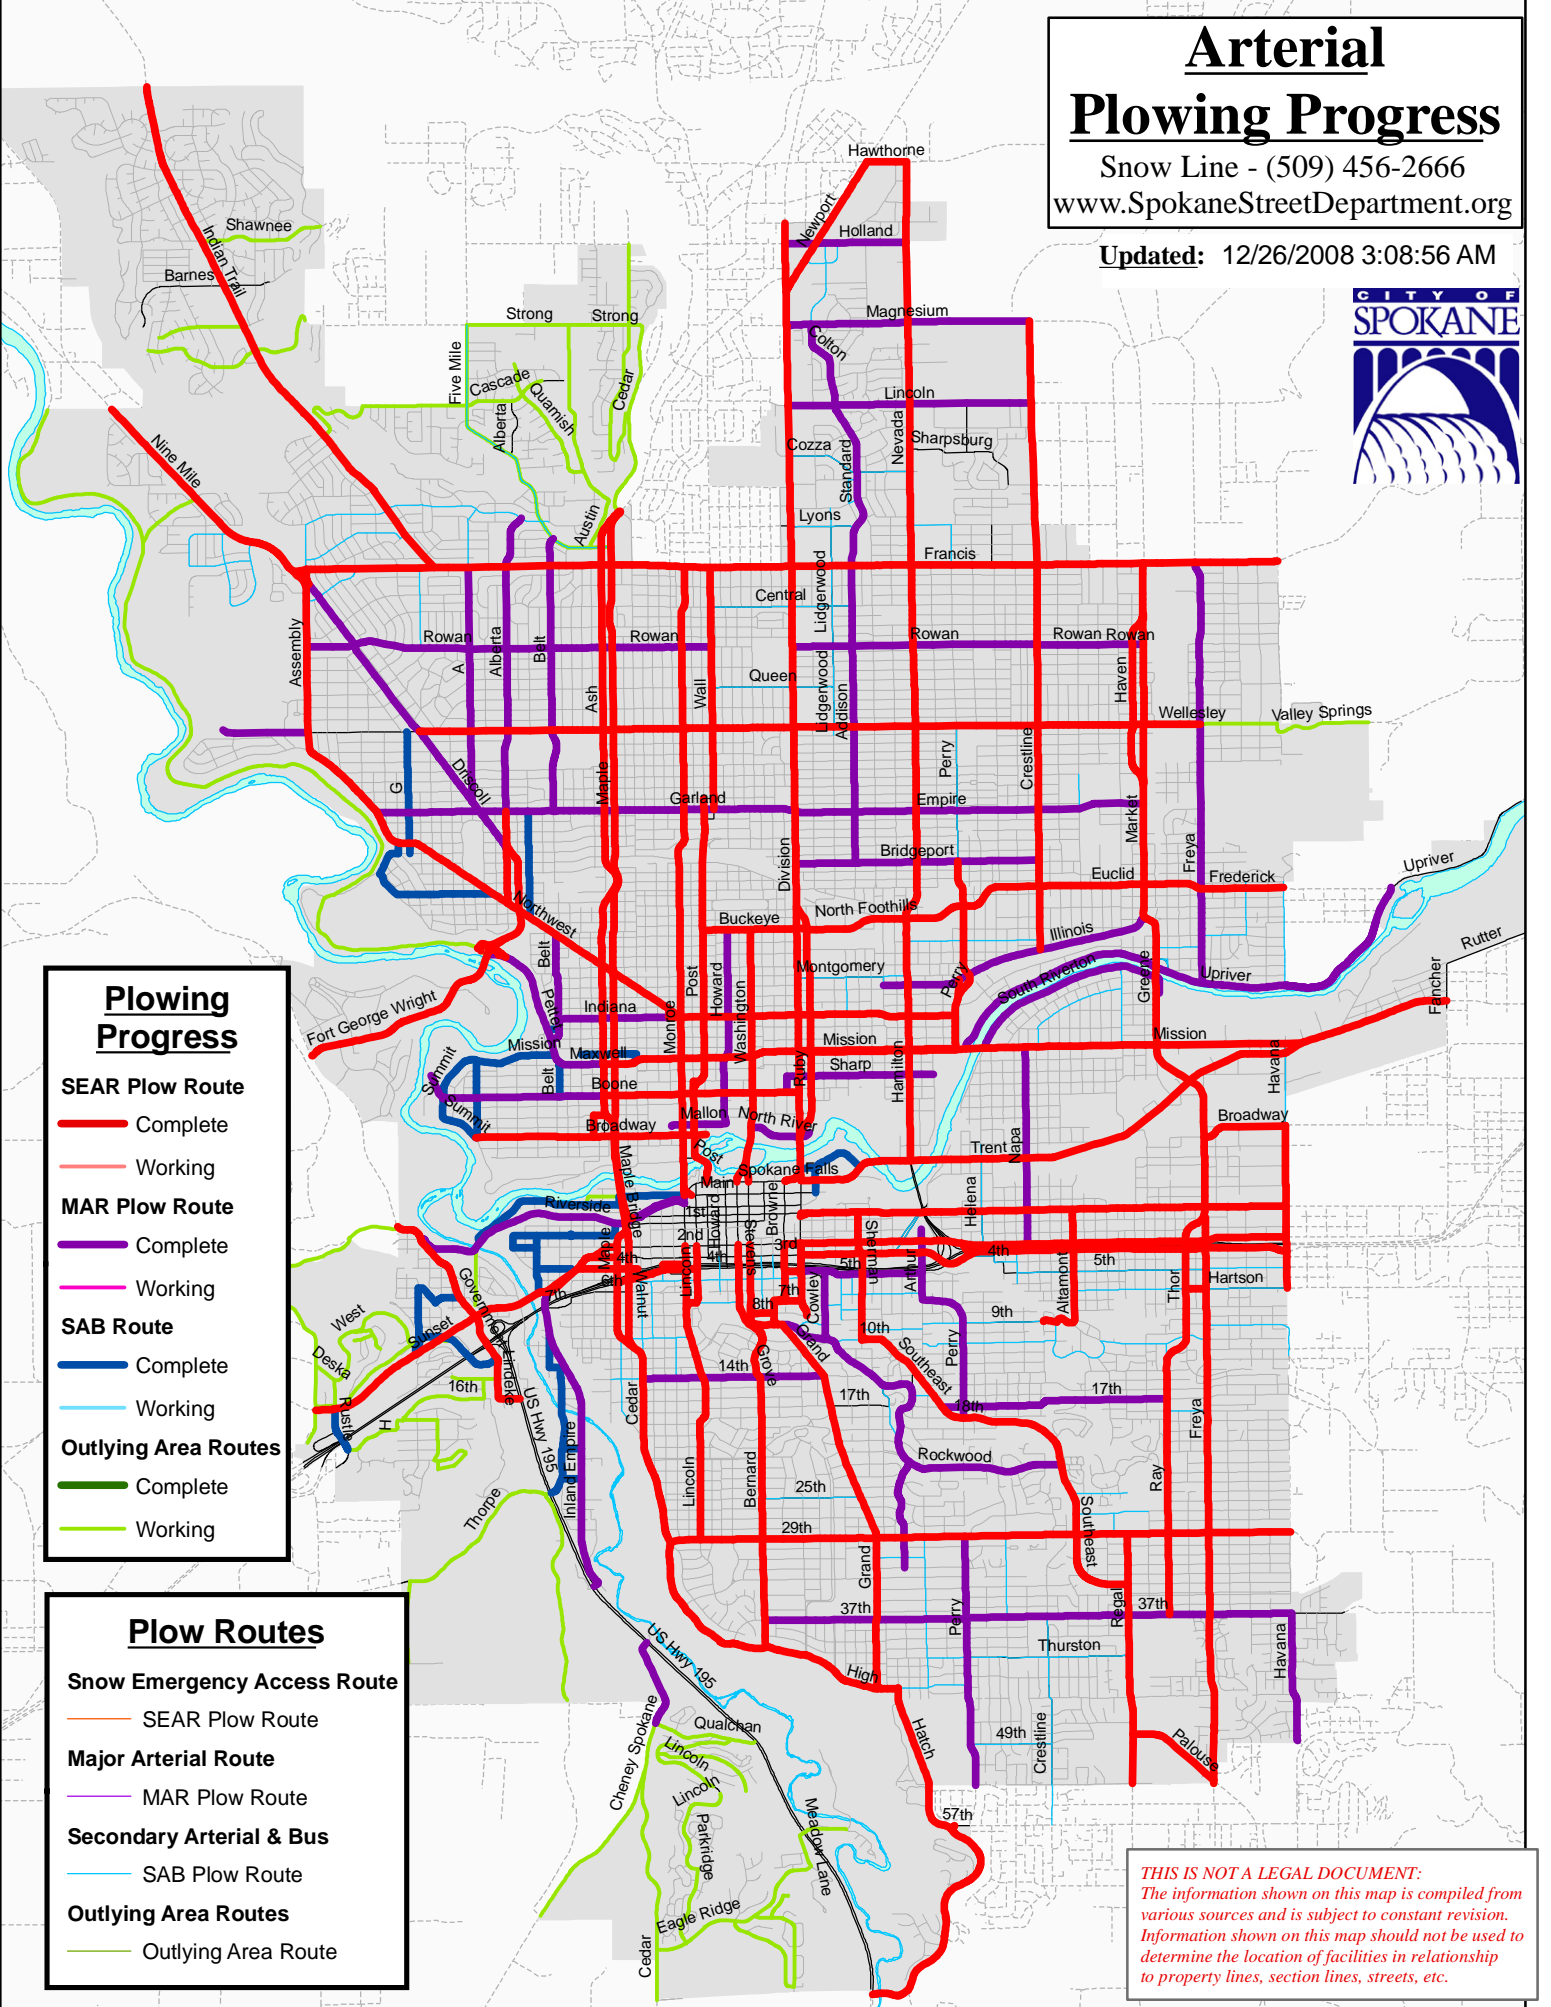 Arterial
Plowing Progress
Snow Line - (509) 456-2666
www.SpokaneStreetDepartment.org
Updated: 12/26/2008 3:08:56 AM
CITY OF
SPOKANE
Hawthorne
Newport
Holland
Shawnee
Indian Trail
Barnes
Magnesium
Colton
Strong
Strong
Five Mile
Cascade
Quamish
Cedar
Alberta
Lincoln
Nevada
Sharpsburg
Cozza
Standard
Nine Mile
Austin
Lyons
Francis
Lidgerwood
Central
Assembly
Rowan
A
Alberta
Belt
Rowan
Rowan
Rowan
Rowan
Haven
Queen
Lidgerwood
Addison
Ash
Wall
Wellesley
Valley Springs
Perry
Crestline
G
Driscoll
Maple
Garland
Empire
Market
Freya
Bridgeport
Division
Euclid
Frederick
Upriver
Northwest
Buckeye
North Foothills
Illinois
Rutter
Belt
Post
Howard
Washington
Montgomery
Perry
South Riverton
Greene
Upriver
Fancher
Fort George Wright
Pettet
Indiana
Monroe
Mission
Maxwell
Mission
Mission
Summit
Belt
Boone
Ruby
Sharp
Hamilton
Havana
Summit
Broadway
Mallon
North River
Broadway
Maple Bridge
Post
Spokane Falls
Trent
Napa
Main
Riverside
1st
Howard
Browne
Helena
2nd
Stevens
3rd
Sherman
Maple
4th
4th
4th
5th
5th
Arthur
Altamont
Thor
Hartson
Government
6th
Walnut
Lincoln
7th
7th
8th
Cowley
9th
10th
West
Sunset
Deska
Lindeke
Grand
Southeast
Perry
14th
Grove
16th
17th
17th
18th
Rustle
H
US Hwy 195
Cedar
Freya
Inland Empire
Rockwood
Ray
Lincoln
Bernard
25th
Southeast
Thorpe
29th
Grand
37th
Perry
Regal
37th
Thurston
Havana
US Hwy 195
High
Cheney Spokane
Qualchan
Hatch
49th
Crestline
Palouse
Lincoln
Lincoln
Parkridge
Meadow Lane
57th
Eagle Ridge
Cedar
Plowing
Progress
SEAR Plow Route
Complete
Working
MAR Plow Route
Complete
Working
SAB Route
Complete
Working
Outlying Area Routes
Complete
Working
Plow Routes
Snow Emergency Access Route
SEAR Plow Route
Major Arterial Route
MAR Plow Route
Secondary Arterial & Bus
SAB Plow Route
Outlying Area Routes
Outlying Area Route
THIS IS NOT A LEGAL DOCUMENT:
The information shown on this map is compiled from
various sources and is subject to constant revision.
Information shown on this map should not be used to
determine the location of facilities in relationship
to property lines, section lines, streets, etc.